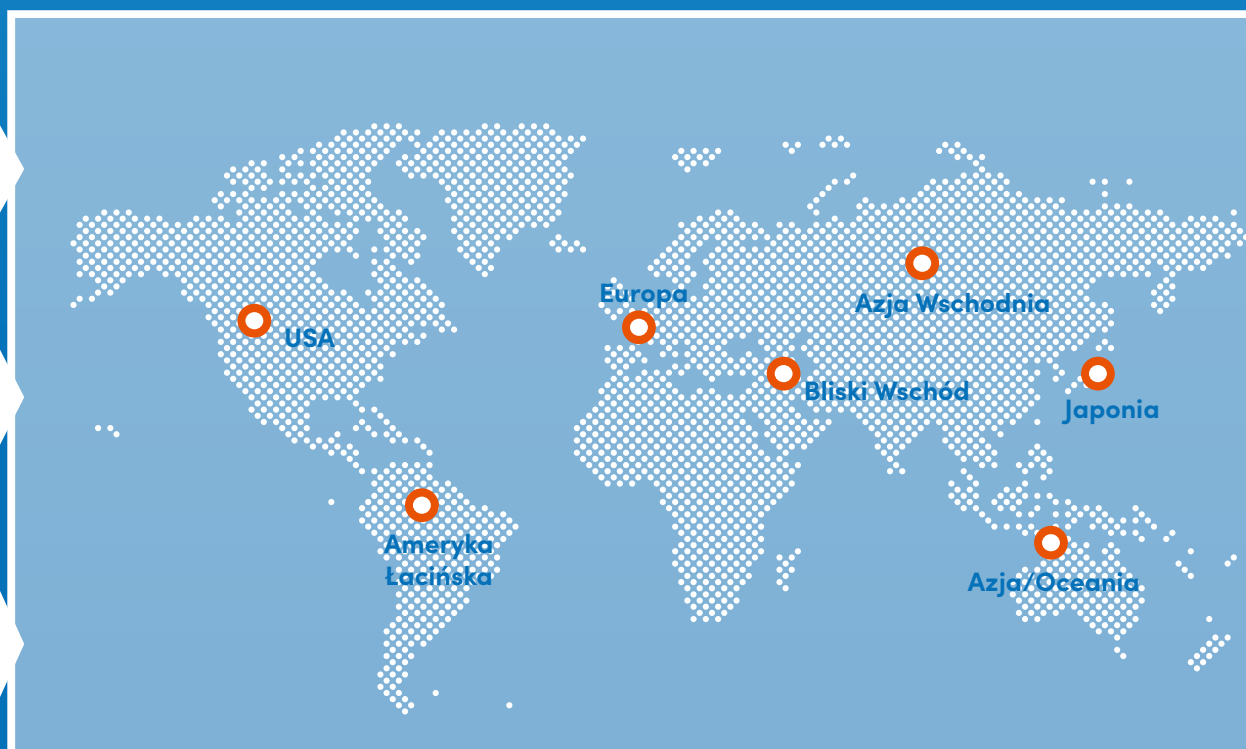 Europa
Azja Wschodnia
USA
Bliski Wschód
Japonia
Ameryka
Łacińska
Azja/Oceania